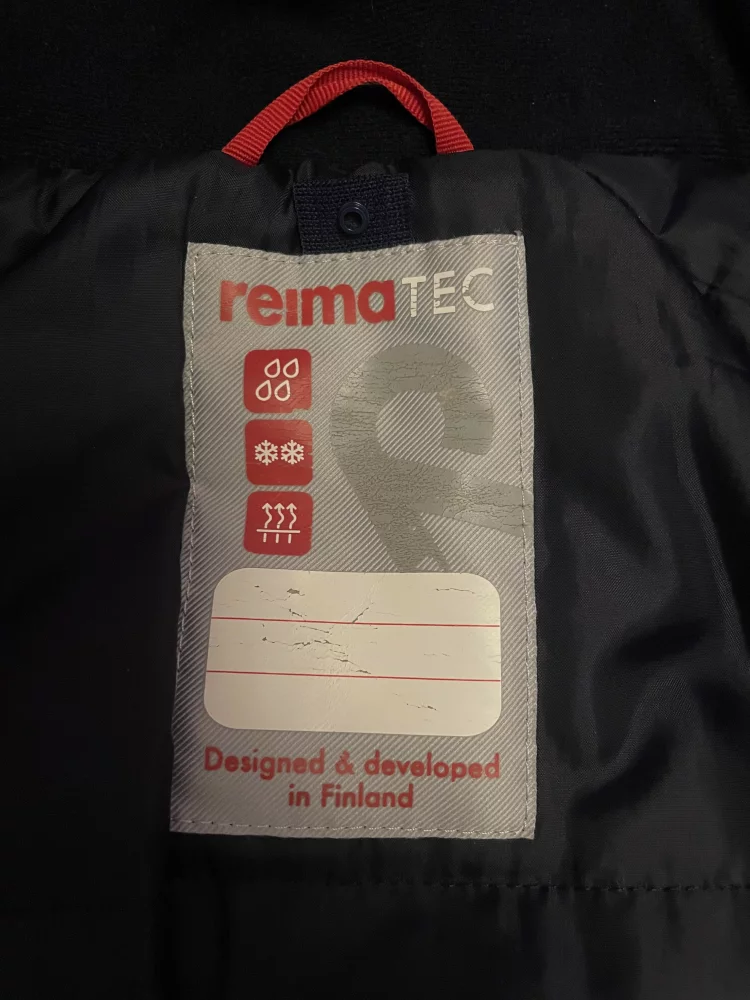 reimaTEC
Designed & developed
in Finland